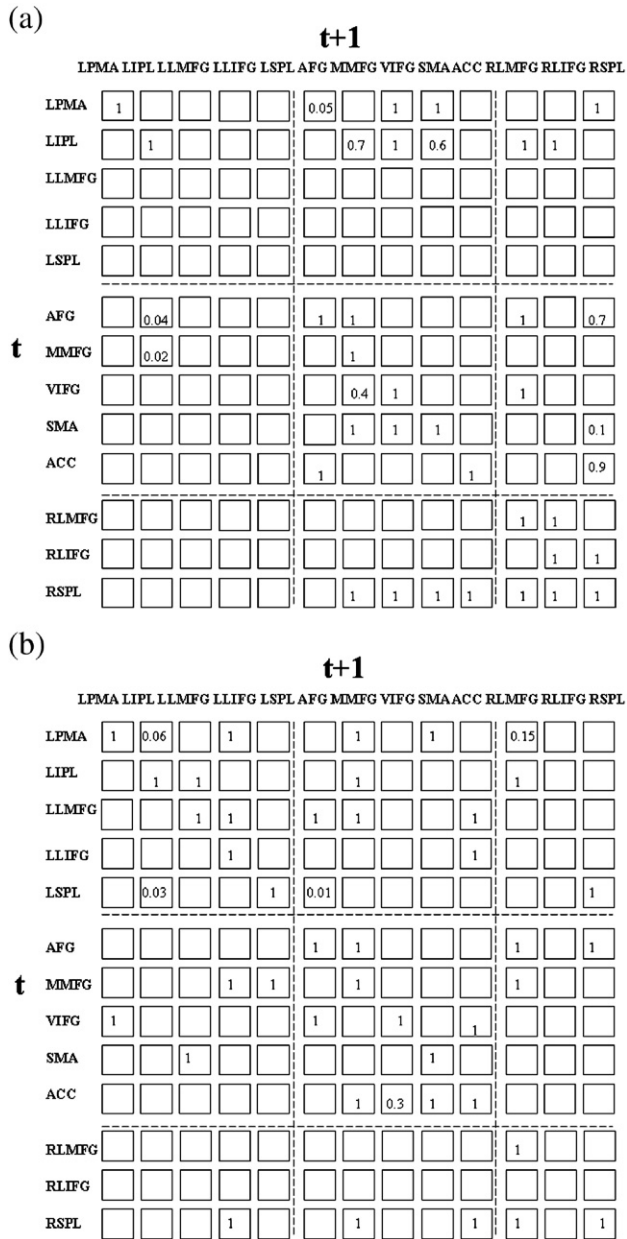 (a)
t+1
LPMA LIPL LLMFG LLIFG LSPL AFG MMFG VIFG SMA ACC RLMFG RLIFG RSPL
LPMA 1 0.05 1 1 1
LIPL 1 0.7 1 0.6 1 1
LLMFG
LLIFG
LSPL
AFG 0.04 1 1 1 0.7
t
MMFG 0.02 1
VIFG 0.4 1 1
SMA 1 1 1 0.1
ACC 1 1 0.9
RLMFG 1 1
RLIFG 1 1
RSPL 1 1 1 1 1 1 1
(b)
t+1
LPMA LIPL LLMFG LLIFG LSPL AFG MMFG VIFG SMA ACC RLMFG RLIFG RSPL
LPMA 1 0.06 1 1 1 0.15
LIPL 1 1 1 1
LLMFG 1 1 1 1 1
LLIFG 1 1
LSPL 0.03 1 0.01 1
AFG 1 1 1 1
t MMFG 1 1 1 1
VIFG 1 1 1 1
SMA 1 1
ACC 1 0.3 1 1
RLMFG 1
RLIFG
RSPL 1 1 1 1 1